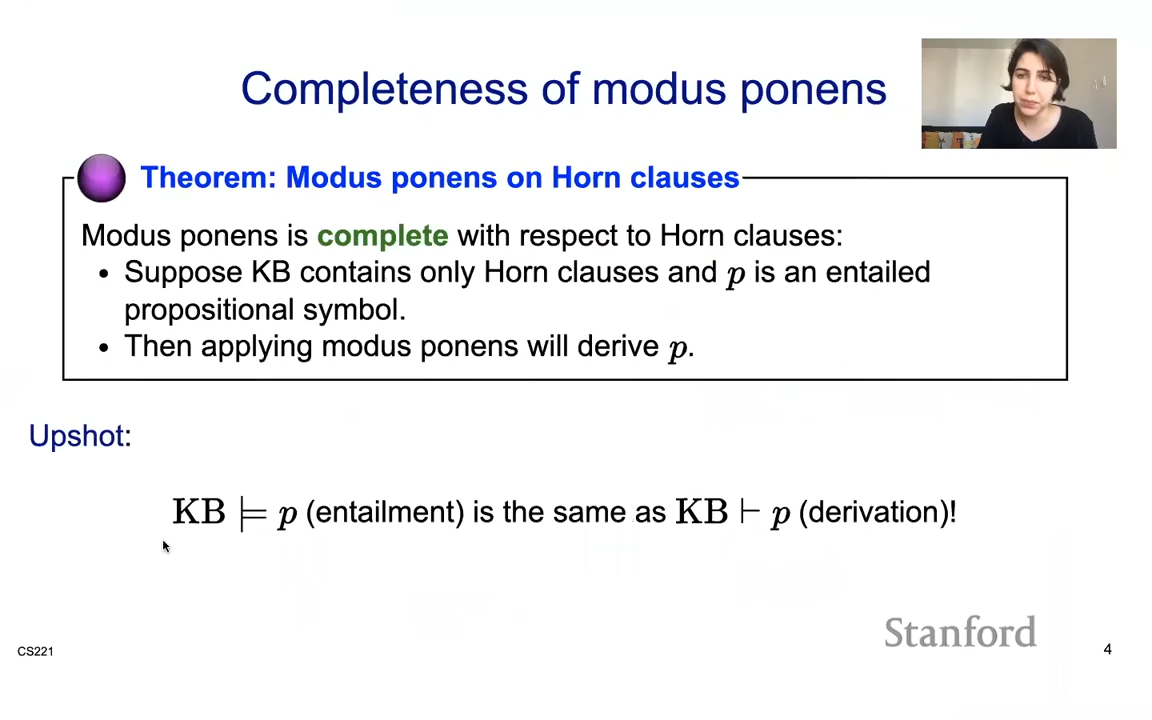 Completeness of modus ponens
Theorem: Modus ponens on Horn clauses
Modus ponens is complete with respect to Horn clauses:
• Suppose KB contains only Horn clauses and p is an entailed
propositional symbol.
• Then applying modus ponens will derive p.
Upshot:
KB ⊨ p (entailment) is the same as KB ⊢ p (derivation)!
Stanford
CS221
4